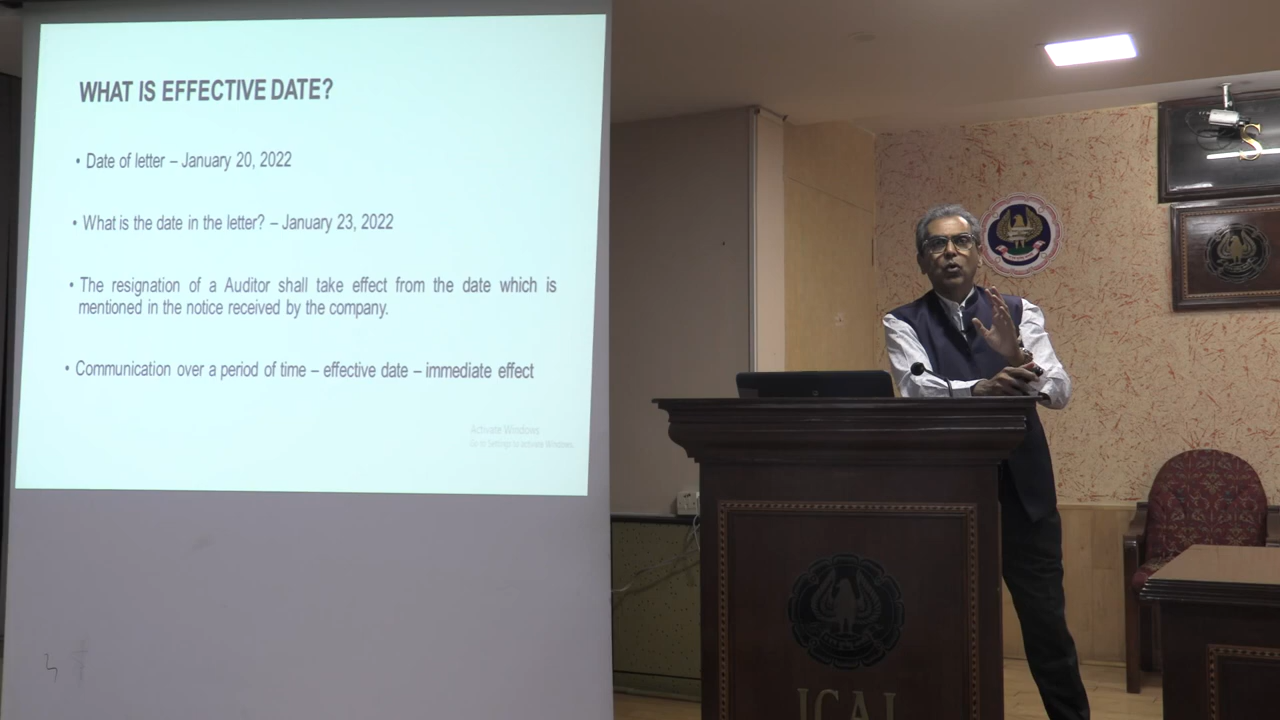 WHAT IS EFFECTIVE DATE?
• Date of letter – January 20, 2022
• What is the date in the letter? – January 23, 2022
• The resignation of a Auditor shall take effect from the date which is
mentioned in the notice received by the company.
• Communication over a period of time – effective date – immediate effect
Activate Windows
Go to Settings to activate Windows.
S
ICAI